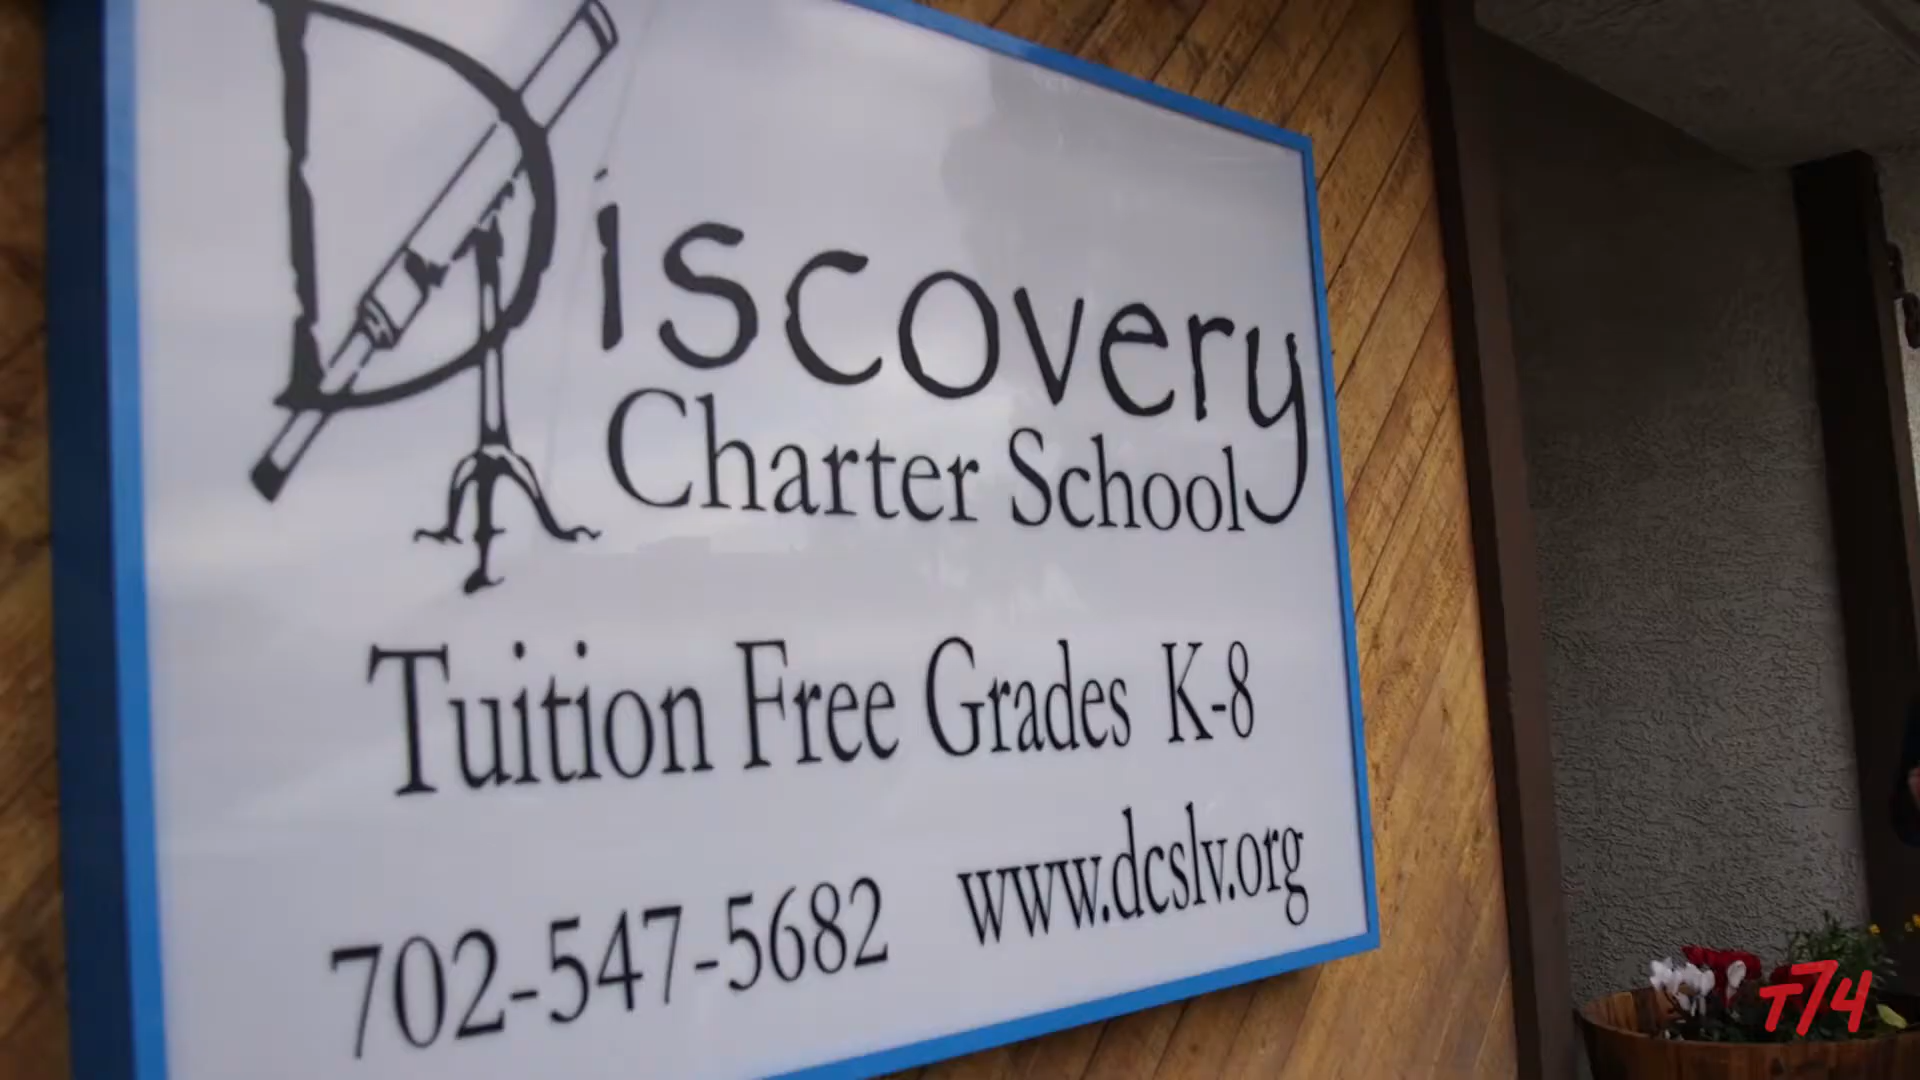 Discovery
Charter School
Tuition Free Grades K-8
702-547-5682 www.dcslv.org
T74